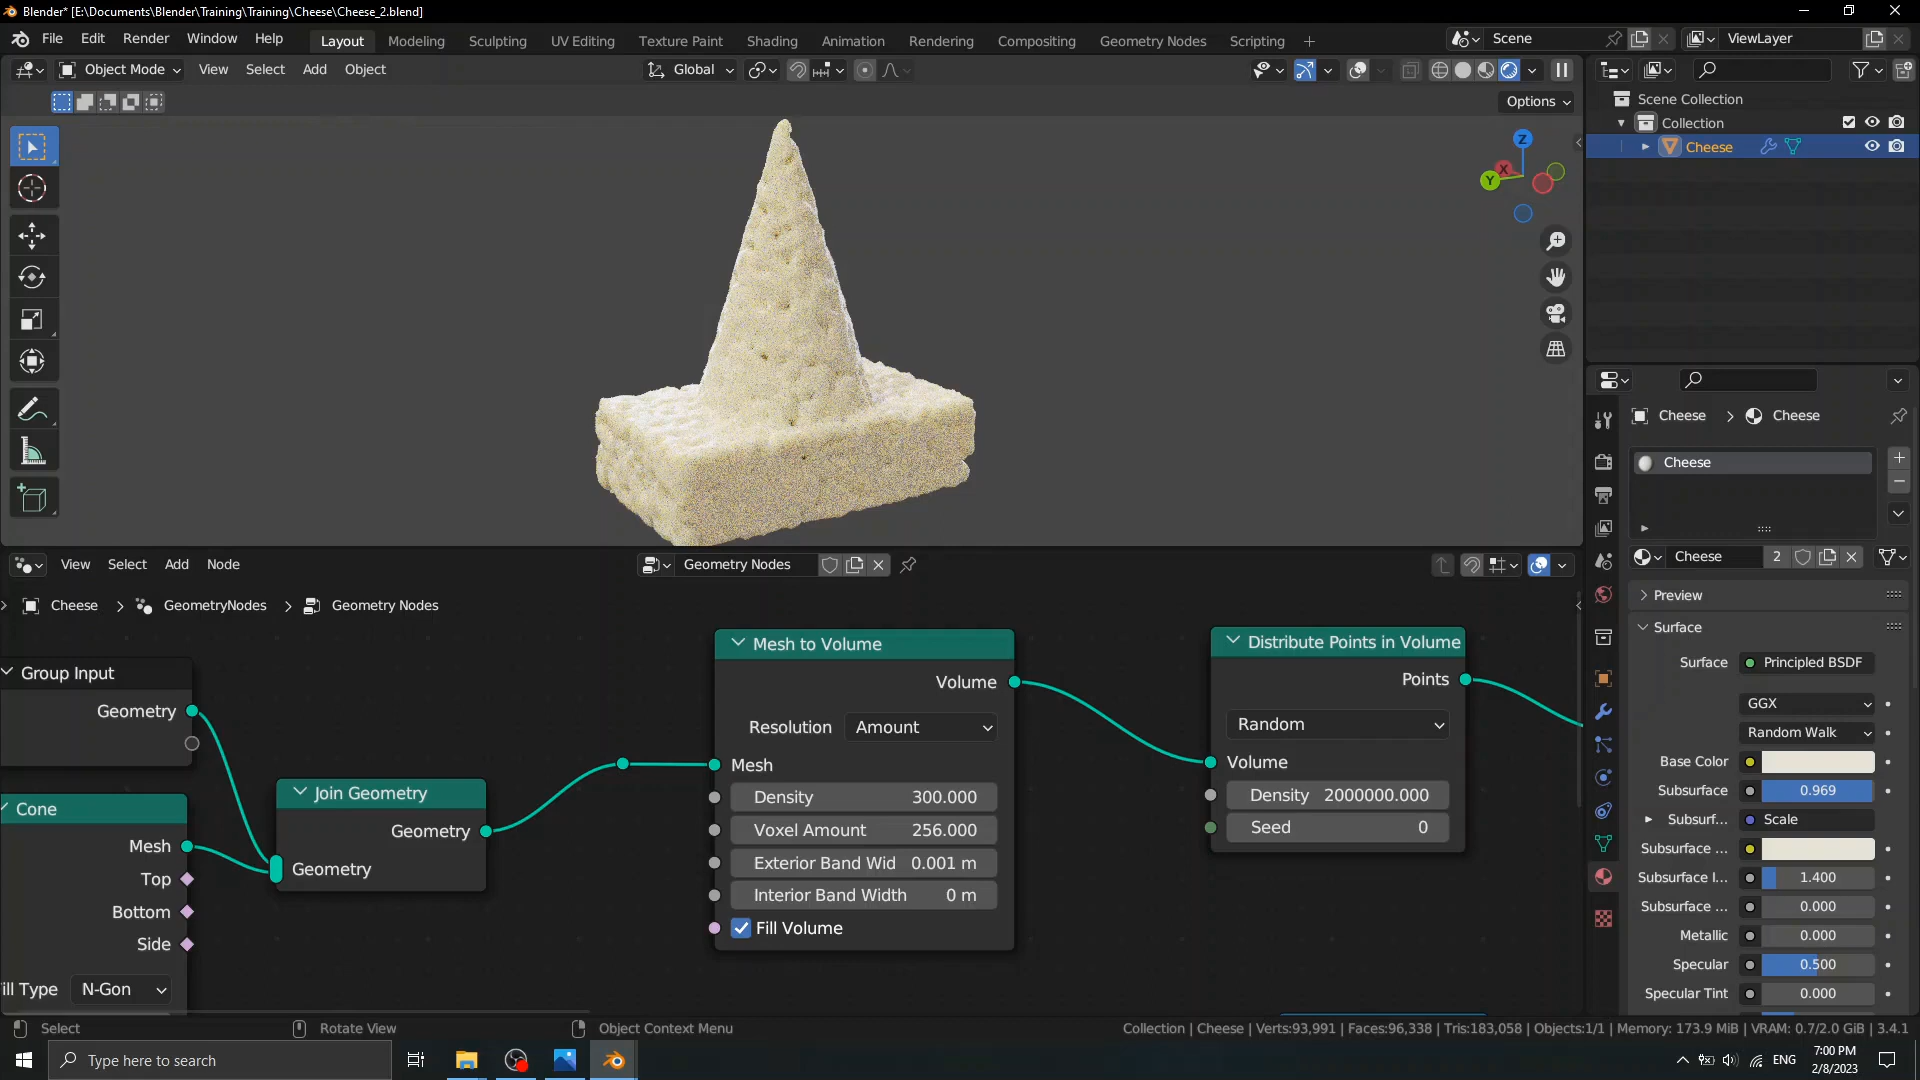 Blender* [E:\Documents\Blender\Training\Training\Cheese\Cheese_2.blend]
File Edit Render Window Help Layout Modeling Sculpting UV Editing Texture Paint Shading Animation Rendering Compositing Geometry Nodes Scripting + Scene ViewLayer
Object Mode View Select Add Object Global
Options
Scene Collection
Collection
Cheese
Z
X
Y
Cheese > Cheese
Cheese
Cheese 2
Preview
Surface
Surface Principled BSDF
GGX
Random Walk
Base Color
Subsurface 0.969
Subsurf... Scale
Subsurface ...
Subsurface I... 1.400
Subsurface ... 0.000
Metallic 0.000
Specular 0.500
Specular Tint 0.000
View Select Add Node Geometry Nodes
Cheese > GeometryNodes > Geometry Nodes
Group Input
Geometry
Cone
Mesh
Top
Bottom
Side
ill Type N-Gon
Join Geometry
Geometry
Geometry
Mesh to Volume
Volume
Resolution Amount
Mesh
Density 300.000
Voxel Amount 256.000
Exterior Band Wid 0.001 m
Interior Band Width 0 m
Fill Volume
Distribute Points in Volume
Points
Random
Volume
Density 2000000.000
Seed 0
Select Rotate View Object Context Menu Collection | Cheese | Verts:93,991 | Faces:96,338 | Tris:183,058 | Objects:1/1 | Memory: 173.9 MiB | VRAM: 0.7/2.0 GiB | 3.4.1
Type here to search
ENG
7:00 PM
2/8/2023